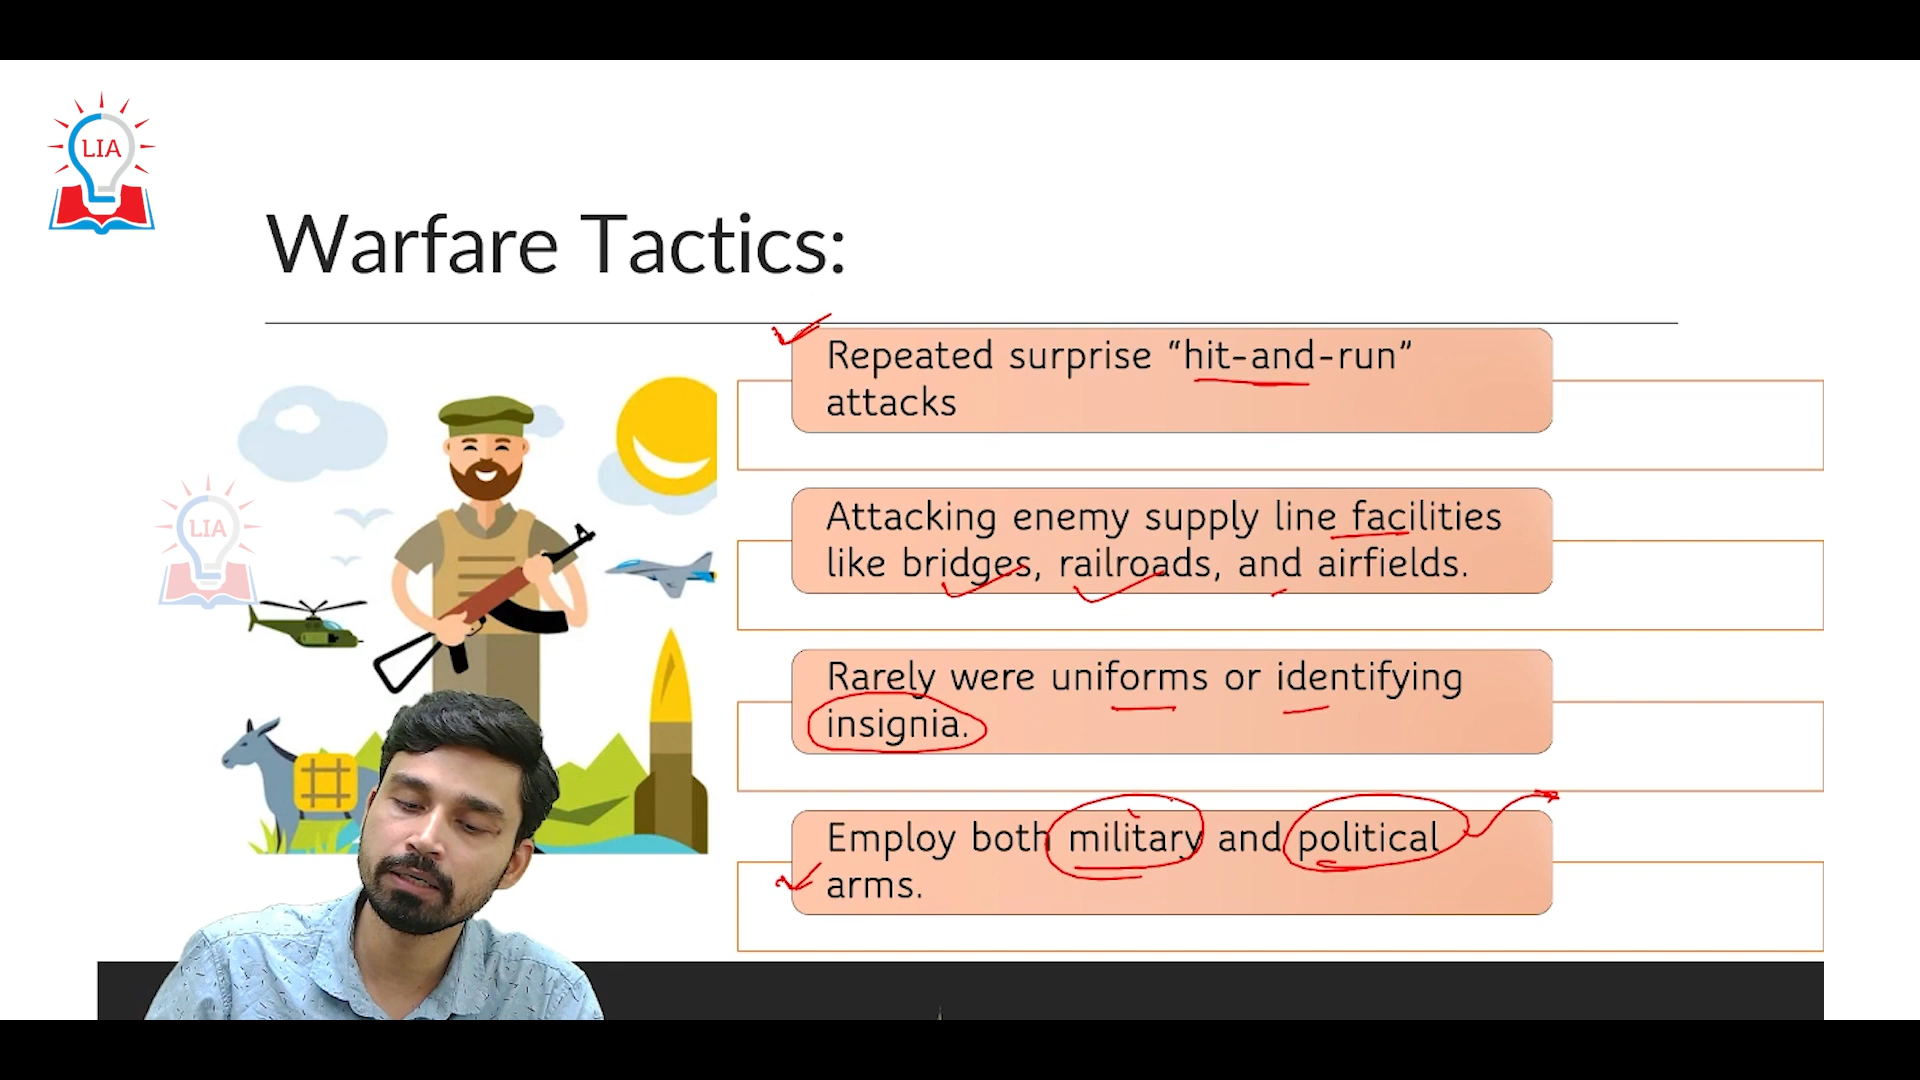 LIA
Warfare Tactics:
Repeated surprise “hit-and-run”
attacks
LIA
Attacking enemy supply line facilities
like bridges, railroads, and airfields.
Rarely were uniforms or identifying
insignia.
Employ both military and political
arms.